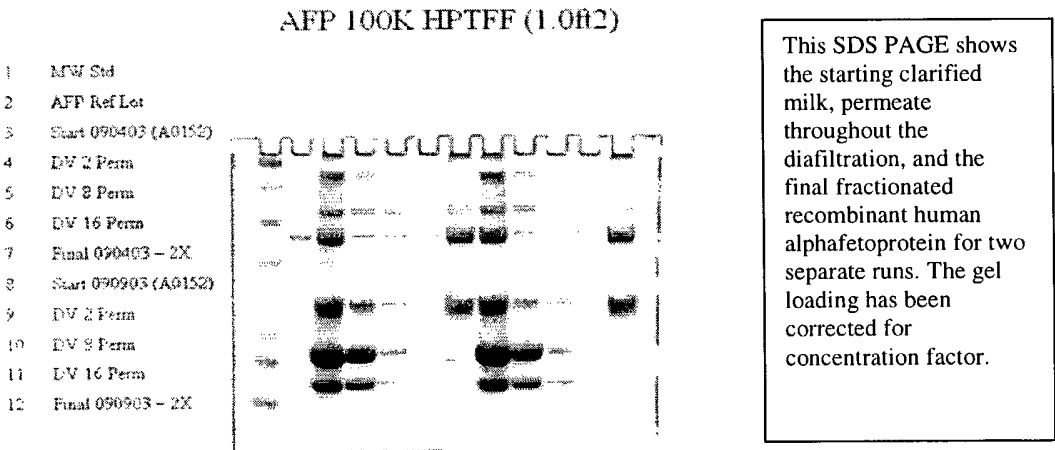 AFP 100K HPTFF (1.0ft2)
1 MW Std
2 AFP Ref Lot
3 Start 090403 (A0152)
4 DV 2 Perm
5 DV 8 Perm
6 DV 16 Perm
7 Final 090403 – 2X
8 Start 090903 (A0152)
9 DV 2 Perm
10 DV 8 Perm
11 DV 16 Perm
12 Final 090903 – 2X
This SDS PAGE shows
the starting clarified
milk, permeate
throughout the
diafiltration, and the
final fractionated
recombinant human
alphafetoprotein for two
separate runs. The gel
loading has been
corrected for
concentration factor.